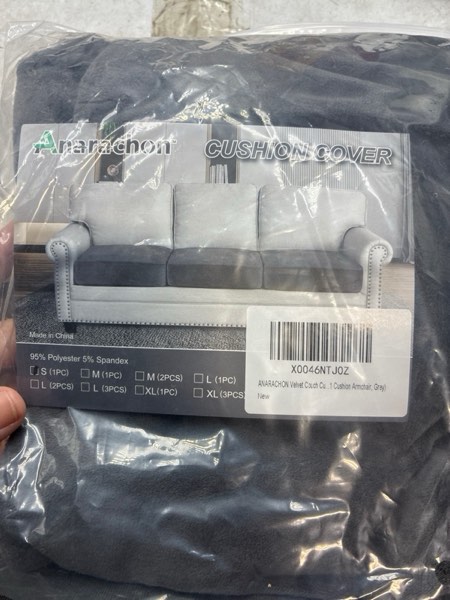 Anarachon
CUSHION COVER
Made in China
95% Polyester 5% Spandex
S (1PC) M (1PC) M (2PCS) L (1PC)
L (2PCS) L (3PCS) XL(1PC) XL (3PCS
X0046NTJ0Z
ANARACHON Velvet Couch Cu...1 Cushion Armchair, Grey)
New